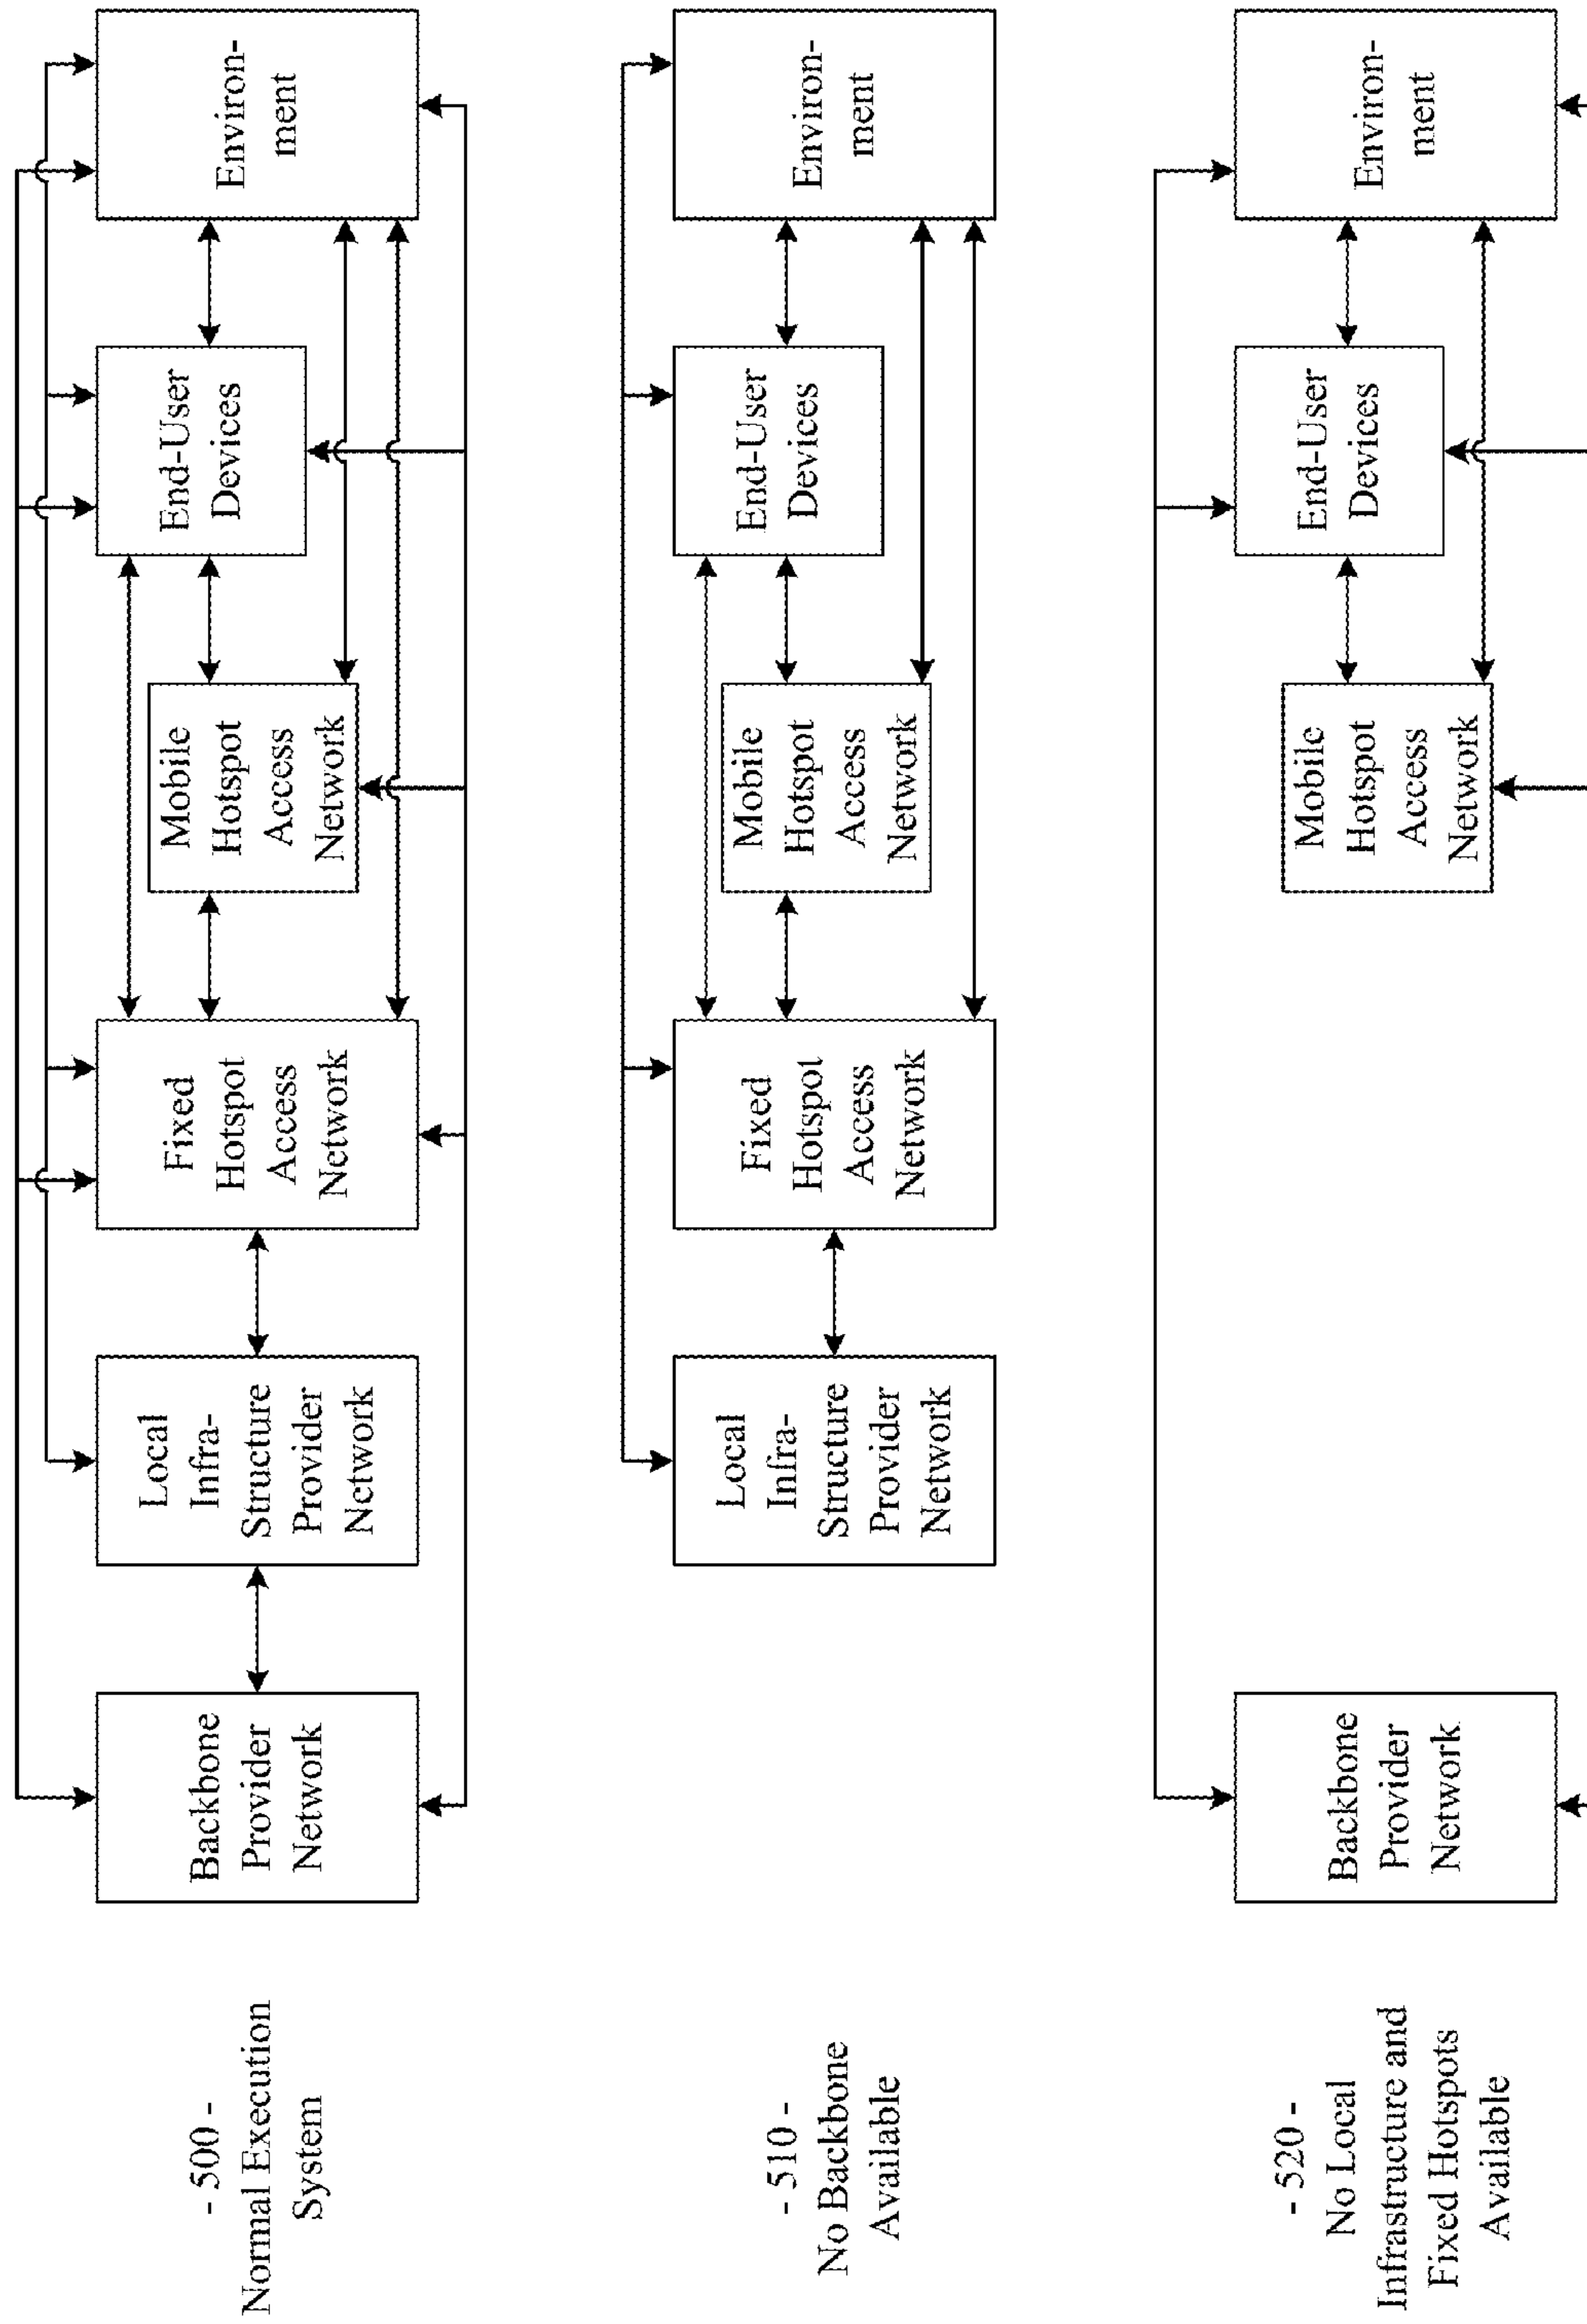 - 500 -
Normal Execution
System
Backbone
Provider
Network
Local
Infra-
Structure
Provider
Network
Fixed
Hotspot
Access
Network
Mobile
Hotspot
Access
Network
End-User
Devices
Environ-
ment
- 510 -
No Backbone
Available
Local
Infra-
Structure
Provider
Network
Fixed
Hotspot
Access
Network
Mobile
Hotspot
Access
Network
End-User
Devices
Environ-
ment
- 520 -
No Local
Infrastructure and
Fixed Hotspots
Available
Backbone
Provider
Network
Mobile
Hotspot
Access
Network
End-User
Devices
Environ-
ment